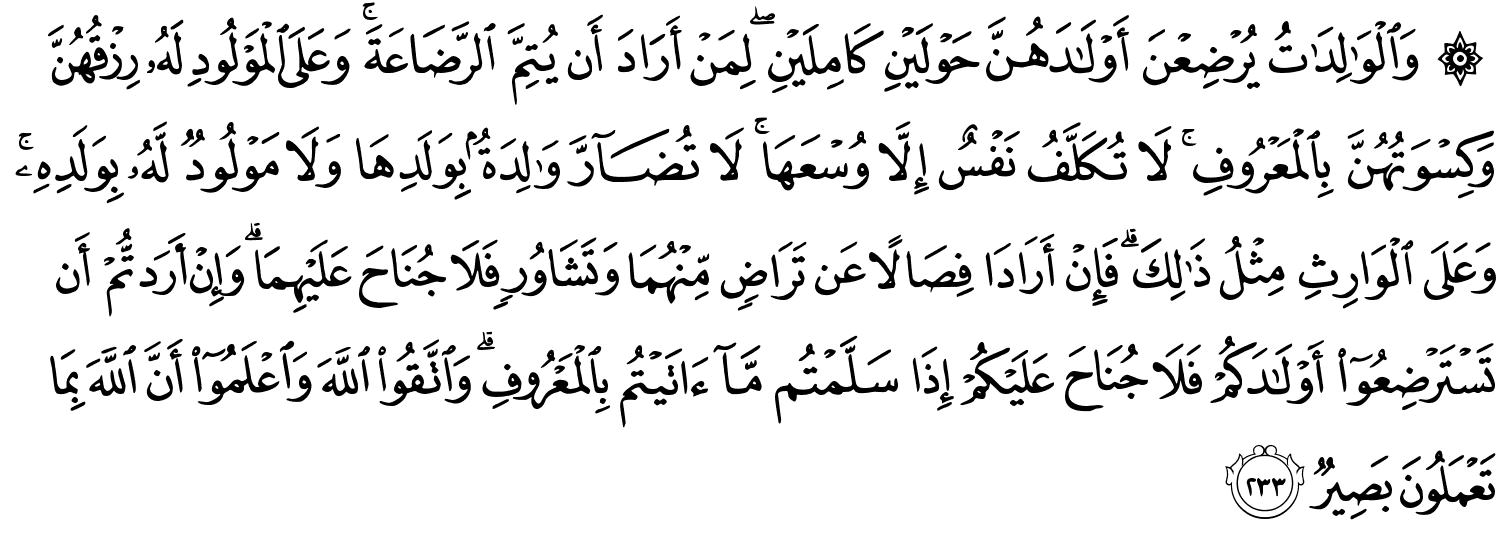 ۞ وَٱلْوَٰلِدَٰتُ يُرْضِعْنَ أَوْلَـٰدَهُنَّ حَوْلَيْنِ كَامِلَيْنِ ۖ لِمَنْ أَرَادَ أَن يُتِمَّ ٱلرَّضَاعَةَ ۚ وَعَلَى ٱلْمَوْلُودِ لَهُۥ رِزْقُهُنَّ
وَكِسْوَتُهُنَّ بِٱلْمَعْرُوفِ ۚ لَا تُكَلَّفُ نَفْسٌ إِلَّا وُسْعَهَا ۚ لَا تُضَآرَّ وَٰلِدَةٌۢ بِوَلَدِهَا وَلَا مَوْلُودٌ لَّهُۥ بِوَلَدِهِۦ ۚ
وَعَلَى ٱلْوَارِثِ مِثْلُ ذَٰلِكَ ۗ فَإِنْ أَرَادَا فِصَالًا عَن تَرَاضٍ مِّنْهُمَا وَتَشَاوُرٍ فَلَا جُنَاحَ عَلَيْهِمَا ۗ وَإِنْ أَرَدتُّمْ أَن
تَسْتَرْضِعُوٓا۟ أَوْلَـٰدَكُمْ فَلَا جُنَاحَ عَلَيْكُمْ إِذَا سَلَّمْتُم مَّآ ءَاتَيْتُم بِٱلْمَعْرُوفِ ۗ وَٱتَّقُوا۟ ٱللَّهَ وَٱعْلَمُوٓا۟ أَنَّ ٱللَّهَ بِمَا
تَعْمَلُونَ بَصِيرٌ ٢٣٣